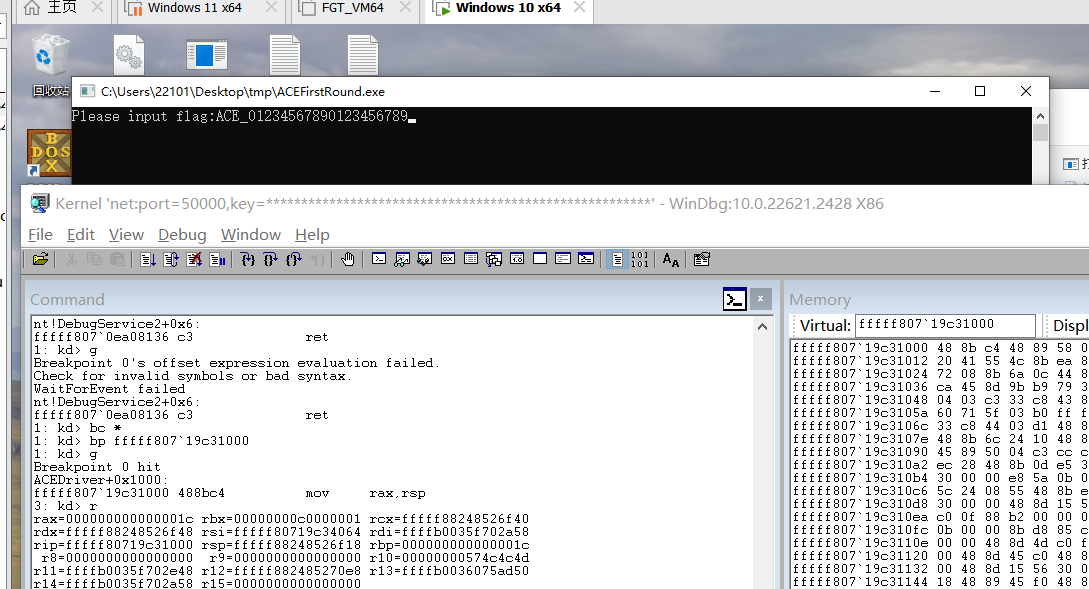 主页
Windows 11 x64
FGT_VM64
Windows 10 x64
回收站
C:\Users\22101\Desktop\tmp\ACEFirstRound.exe
Please input flag:ACE_01234567890123456789
BOX
DOS
Kernel 'net:port=50000,key=*******************************************************' - WinDbg:10.0.22621.2428 X86
File Edit View Debug Window Help
Command
Memory
nt!DebugService2+0x6:
fffff807`0ea08136 c3 ret
1: kd> g
Breakpoint 0's offset expression evaluation failed.
Check for invalid symbols or bad syntax.
WaitForEvent failed
nt!DebugService2+0x6:
fffff807`0ea08136 c3 ret
1: kd> bc *
1: kd> bp fffff807`19c31000
1: kd> g
Breakpoint 0 hit
ACEDriver+0x1000:
fffff807`19c31000 488bc4 mov rax,rsp
3: kd> r
rax=000000000000001c rbx=00000000c0000001 rcx=fffff88248526f40
rdx=fffff88248526f48 rsi=fffff80719c34064 rdi=ffffb0035f702a58
rip=fffff80719c31000 rsp=fffff88248526f18 rbp=000000000000001c
r8=0000000000000000 r9=0000000000000000 r10=00000000574c4c4d
r11=ffffb0035f702e48 r12=fffff882485270e8 r13=ffffb0036075ad50
r14=ffffb0035f702a58 r15=0000000000000000
Virtual: fffff807`19c31000 Displ
fffff807`19c31000 48 8b c4 48 89 58 0
fffff807`19c31012 20 41 55 4c 8b ea 8
fffff807`19c31024 72 08 8b 6a 0c 44 8
fffff807`19c31036 ca 45 8d 9b b9 79 3
fffff807`19c31048 04 03 c3 33 c8 43 8
fffff807`19c3105a 60 71 5f 03 b0 ff f
fffff807`19c3106c 33 c8 44 03 d1 48 8
fffff807`19c3107e 48 8b 6c 24 10 48 8
fffff807`19c31090 45 89 50 04 c3 cc c
fffff807`19c310a2 ec 28 48 8b 0d e5 3
fffff807`19c310b4 30 00 00 e8 5a 0b 0
fffff807`19c310c6 5c 24 08 55 48 8b e
fffff807`19c310d8 30 00 00 48 8d 15 5
fffff807`19c310ea c0 0f 88 b2 00 00 0
fffff807`19c310fc 0b 00 00 8b d8 85 c
fffff807`19c3110e 00 00 48 8d 4d c0 f
fffff807`19c31120 00 48 8d 45 c0 48 8
fffff807`19c31132 00 48 8d 15 56 30 0
fffff807`19c31144 18 48 89 45 f0 48 8